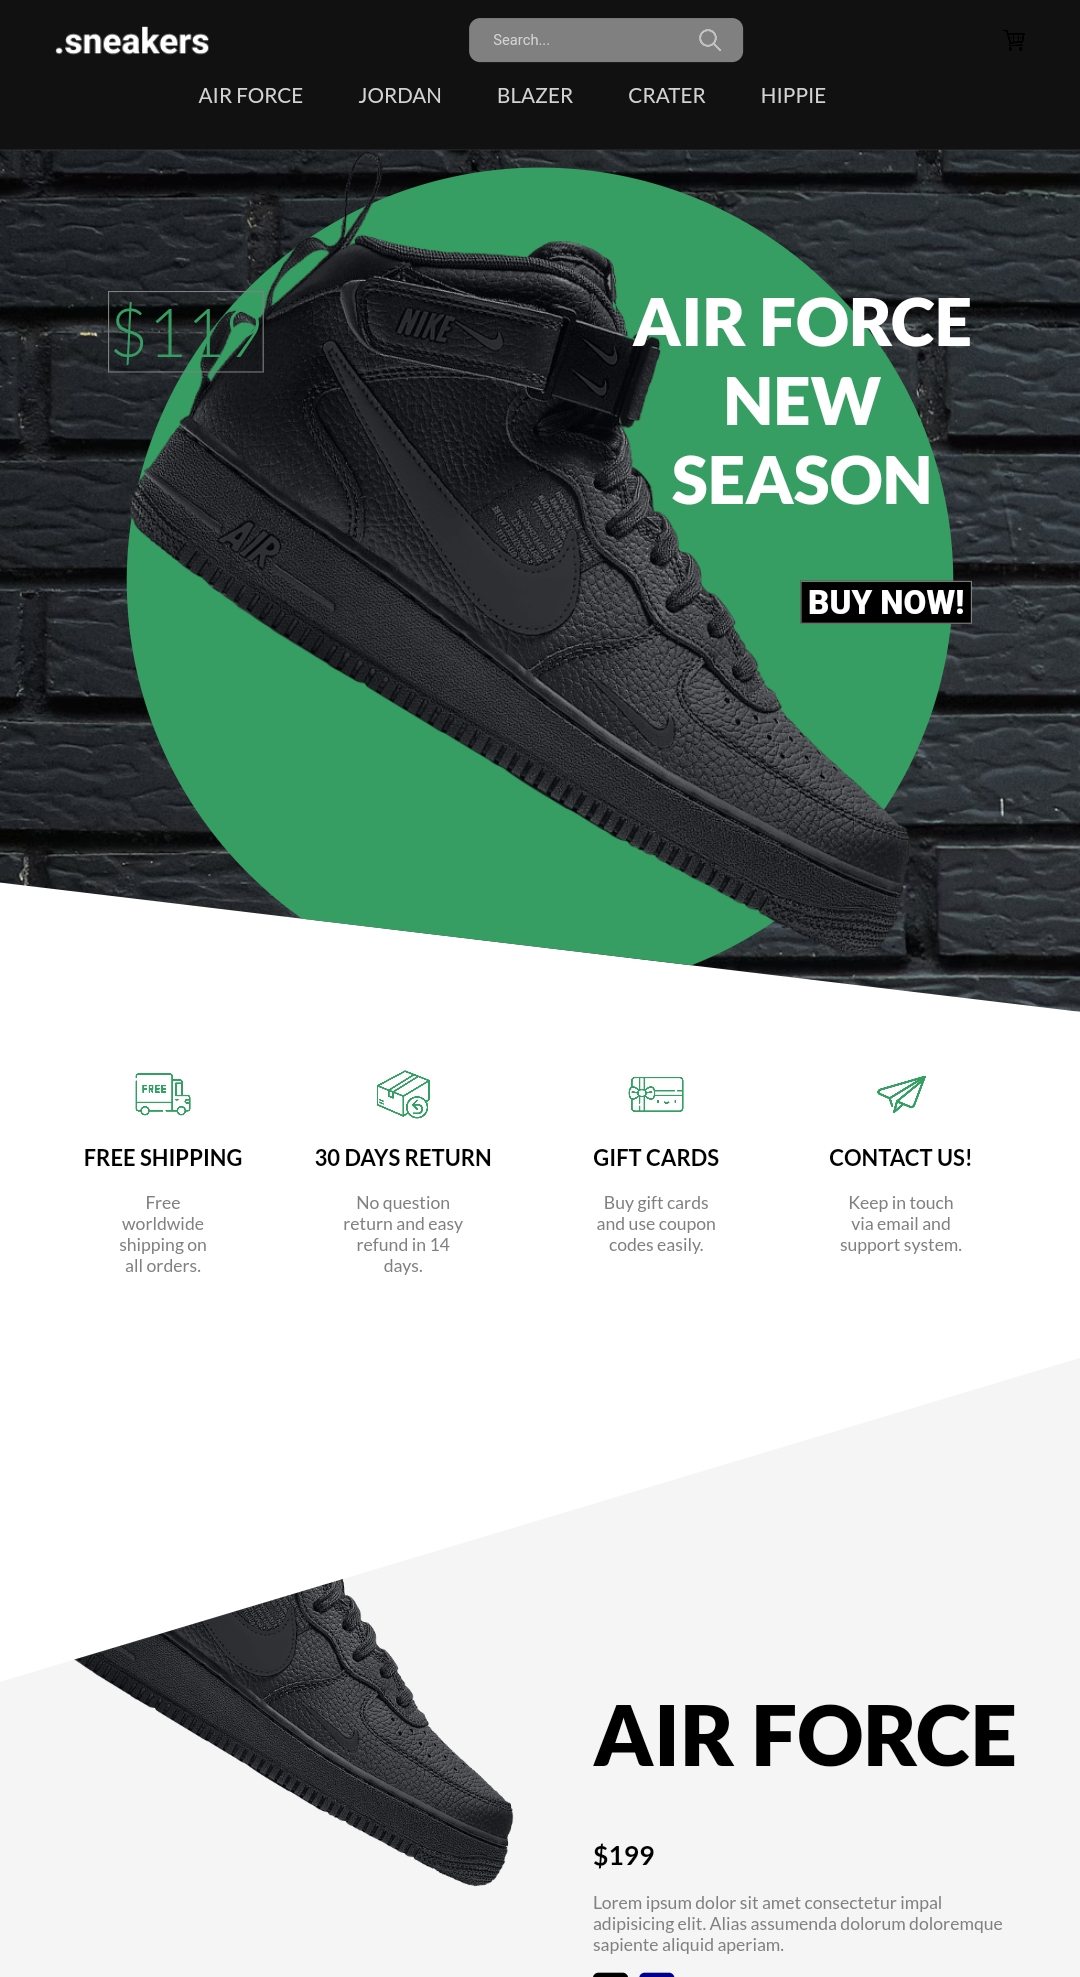 .sneakers
Search...
AIR FORCE
JORDAN
BLAZER
CRATER
HIPPIE
$119
NIKE
AIR
AIR FORCE
NEW
SEASON
BUY NOW!
FREE
FREE SHIPPING
Free
worldwide
shipping on
all orders.
30 DAYS RETURN
No question
return and easy
refund in 14
days.
GIFT CARDS
Buy gift cards
and use coupon
codes easily.
CONTACT US!
Keep in touch
via email and
support system.
AIR FORCE
$199
Lorem ipsum dolor sit amet consectetur impal
adipisicing elit. Alias assumenda dolorum doloremque
sapiente aliquid aperiam.